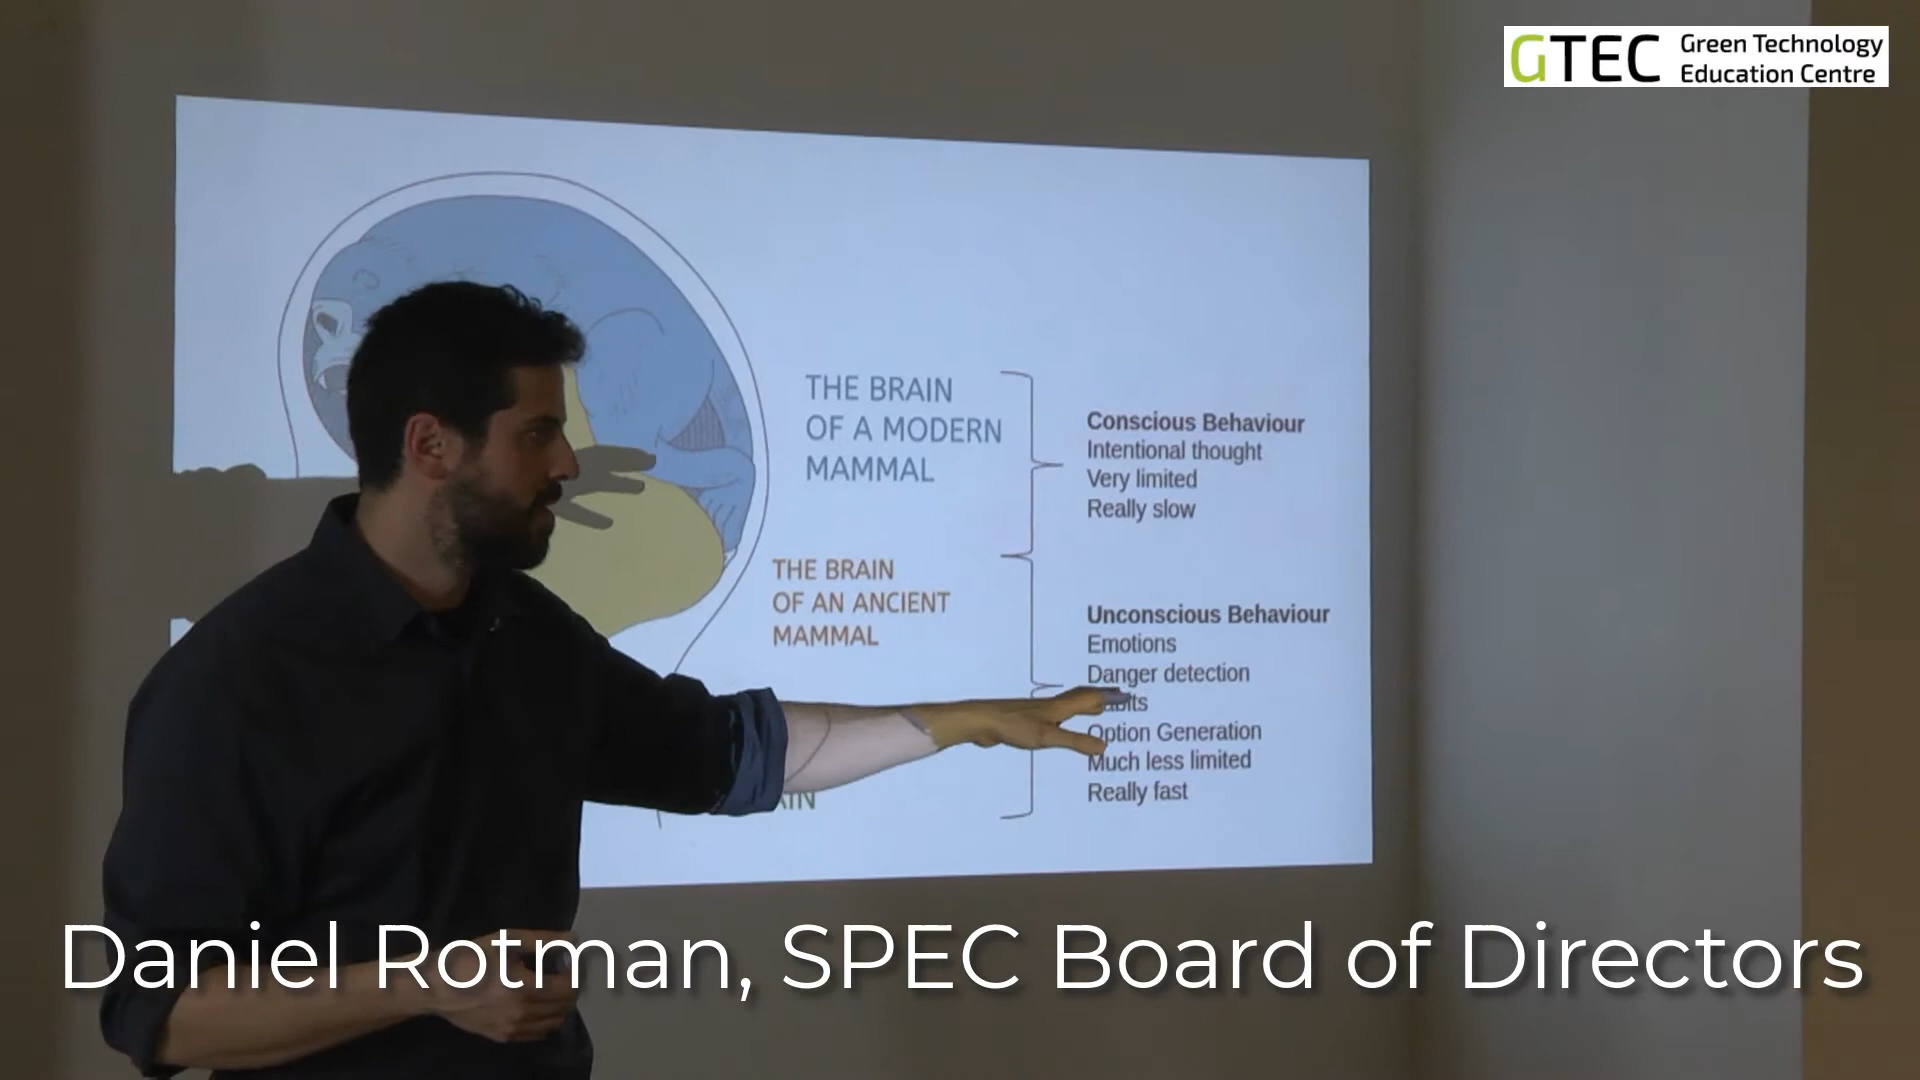 GTEC Green Technology
Education Centre
THE BRAIN
OF A MODERN
MAMMAL
Conscious Behaviour
Intentional thought
Very limited
Really slow
THE BRAIN
OF AN ANCIENT
MAMMAL
Unconscious Behaviour
Emotions
Danger detection
Option Generation
Much less limited
Really fast
Daniel Rotman, SPEC Board of Directors